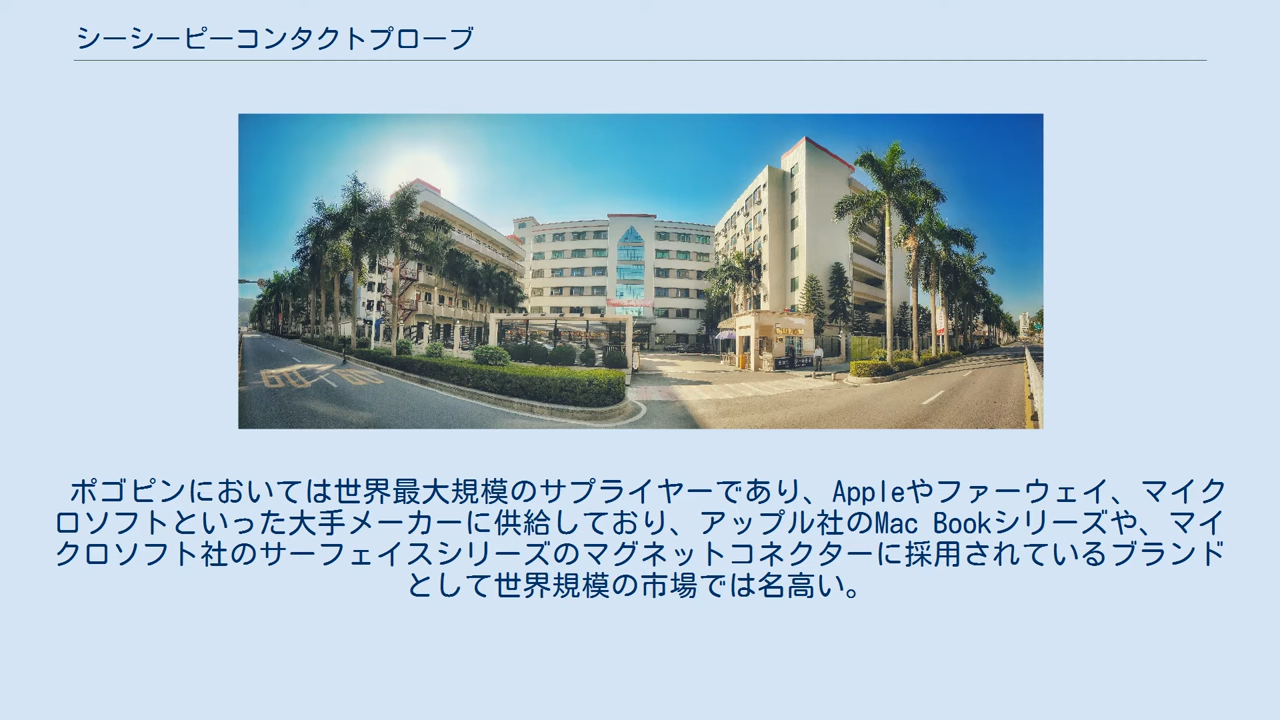 シーシーピーコンタクトプローブ
ポゴピンにおいては世界最大規模のサプライヤーであり、Appleやファーウェイ、マイク
ロソフトといった大手メーカーに供給しており、アップル社のMac Bookシリーズや、マイ
クロソフト社のサーフェイスシリーズのマグネットコネクターに採用されているブランド
として世界規模の市場では名高い。